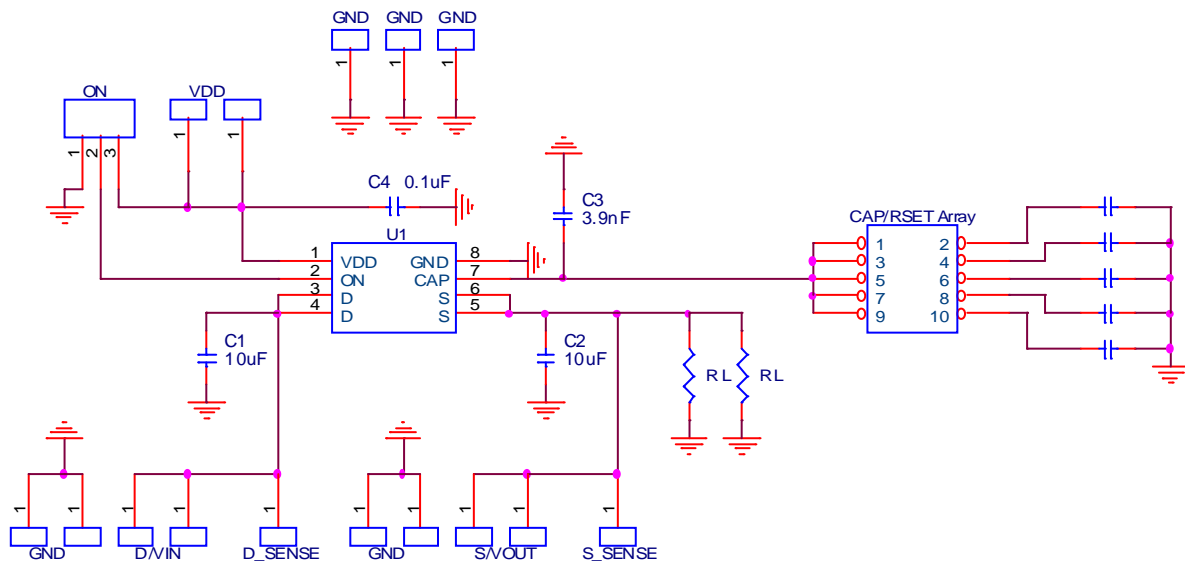 GND GND GND
1 1 1
ON VDD
1 2 3 1 1
C4 0.1uF
C3
3.9nF
CAP/RSET Array
U1
1 VDD GND 8
2 ON CAP 7
3 D S 6
4 D S 5
1 2
3 4
5 6
7 8
9 10
C1
10uF
C2
10uF
RL RL
1 1 1 1 1 1 1 1 1 1
GND D/VIN D_SENSE GND S/VOUT S_SENSE